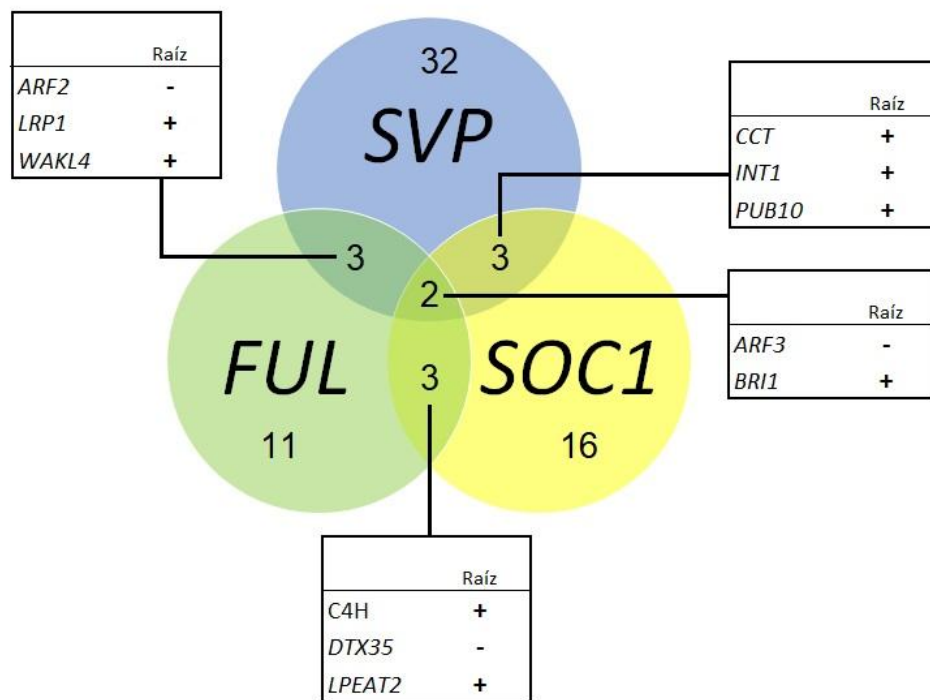 Raíz
ARF2 -
LRP1 +
WAKL4 +
32
SVP
Raíz
CCT +
INT1 +
PUB10 +
3
3
2
Raíz
ARF3 -
BRI1 +
FUL
3
SOC1
11
16
Raíz
C4H +
DTX35 -
LPEAT2 +